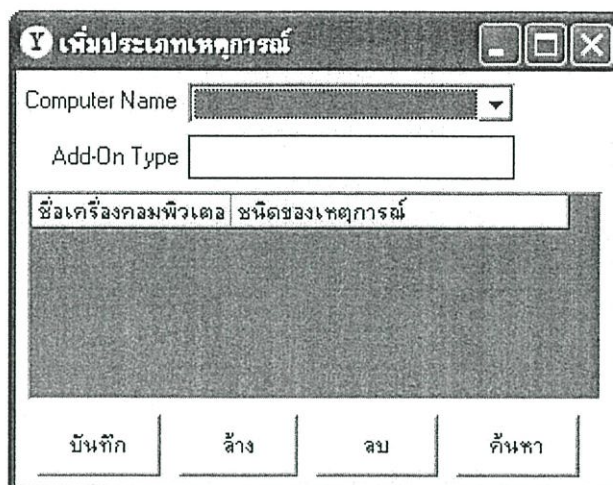 Y เพิ่มประเภทเหตุการณ์
Computer Name
Add-On Type
ชื่อเครื่องคอมพิวเตอ ชนิดของเหตุการณ์
บันทึก ล้าง ลบ ค้นหา